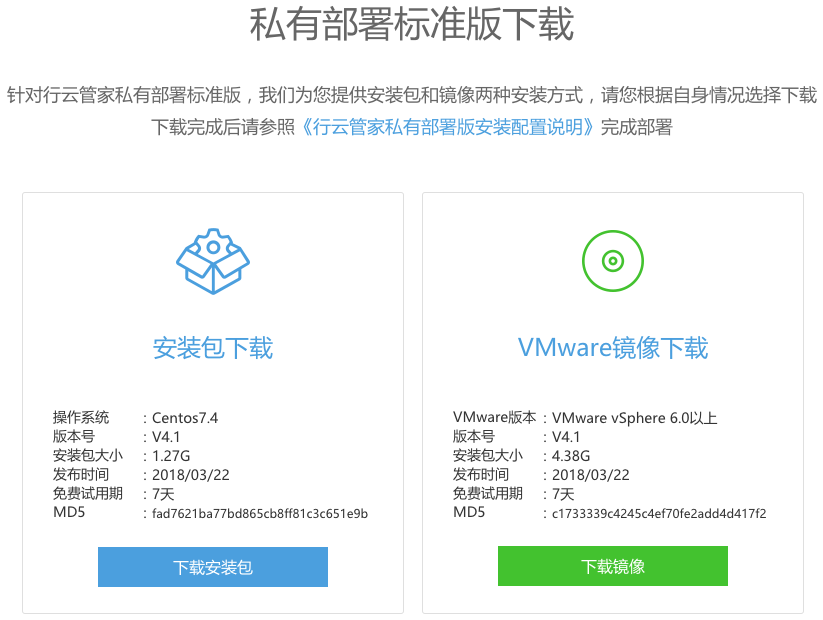 私有部署标准版下载
针对行云管家私有部署标准版，我们为您提供安装包和镜像两种安装方式，请您根据自身情况选择下载
下载完成后请参照《行云管家私有部署版安装配置说明》完成部署
安装包下载
操作系统 : Centos7.4
版本号 : V4.1
安装包大小 : 1.27G
发布时间 : 2018/03/22
免费试用期 : 7天
MD5 : fad7621ba77bd865cb8ff81c3c651e9b
下载安装包
VMware镜像下载
VMware版本 : VMware vSphere 6.0以上
版本号 : V4.1
安装包大小 : 4.38G
发布时间 : 2018/03/22
免费试用期 : 7天
MD5 : c1733339c4245c4ef70fe2add4d417f2
下载镜像